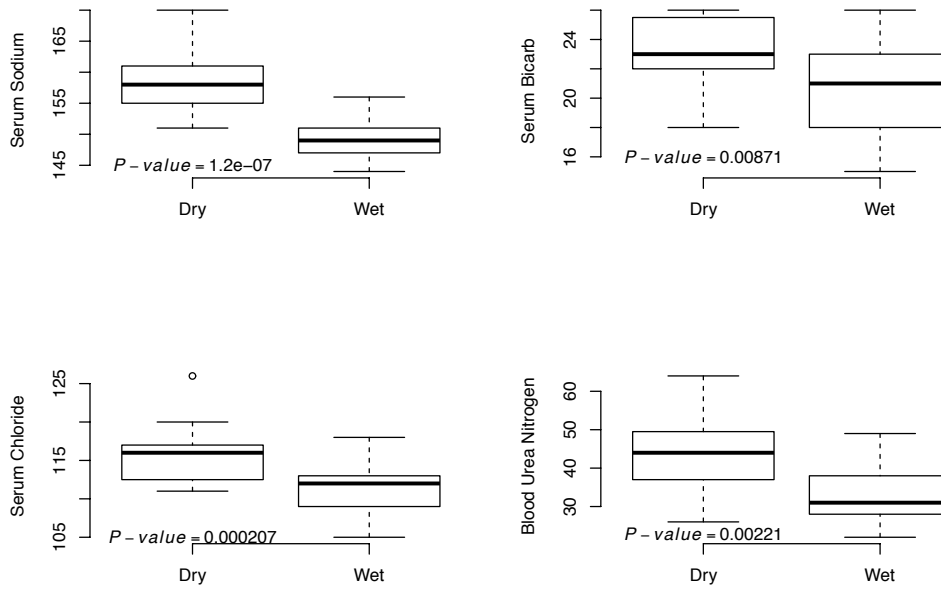 Serum Sodium
165
155
145
P − value = 1.2e−07
Dry
Wet
Serum Bicarb
24
20
16
P − value = 0.00871
Dry
Wet
Serum Chloride
125
115
105
P − value = 0.000207
Dry
Wet
Blood Urea Nitrogen
60
50
40
30
P − value = 0.00221
Dry
Wet